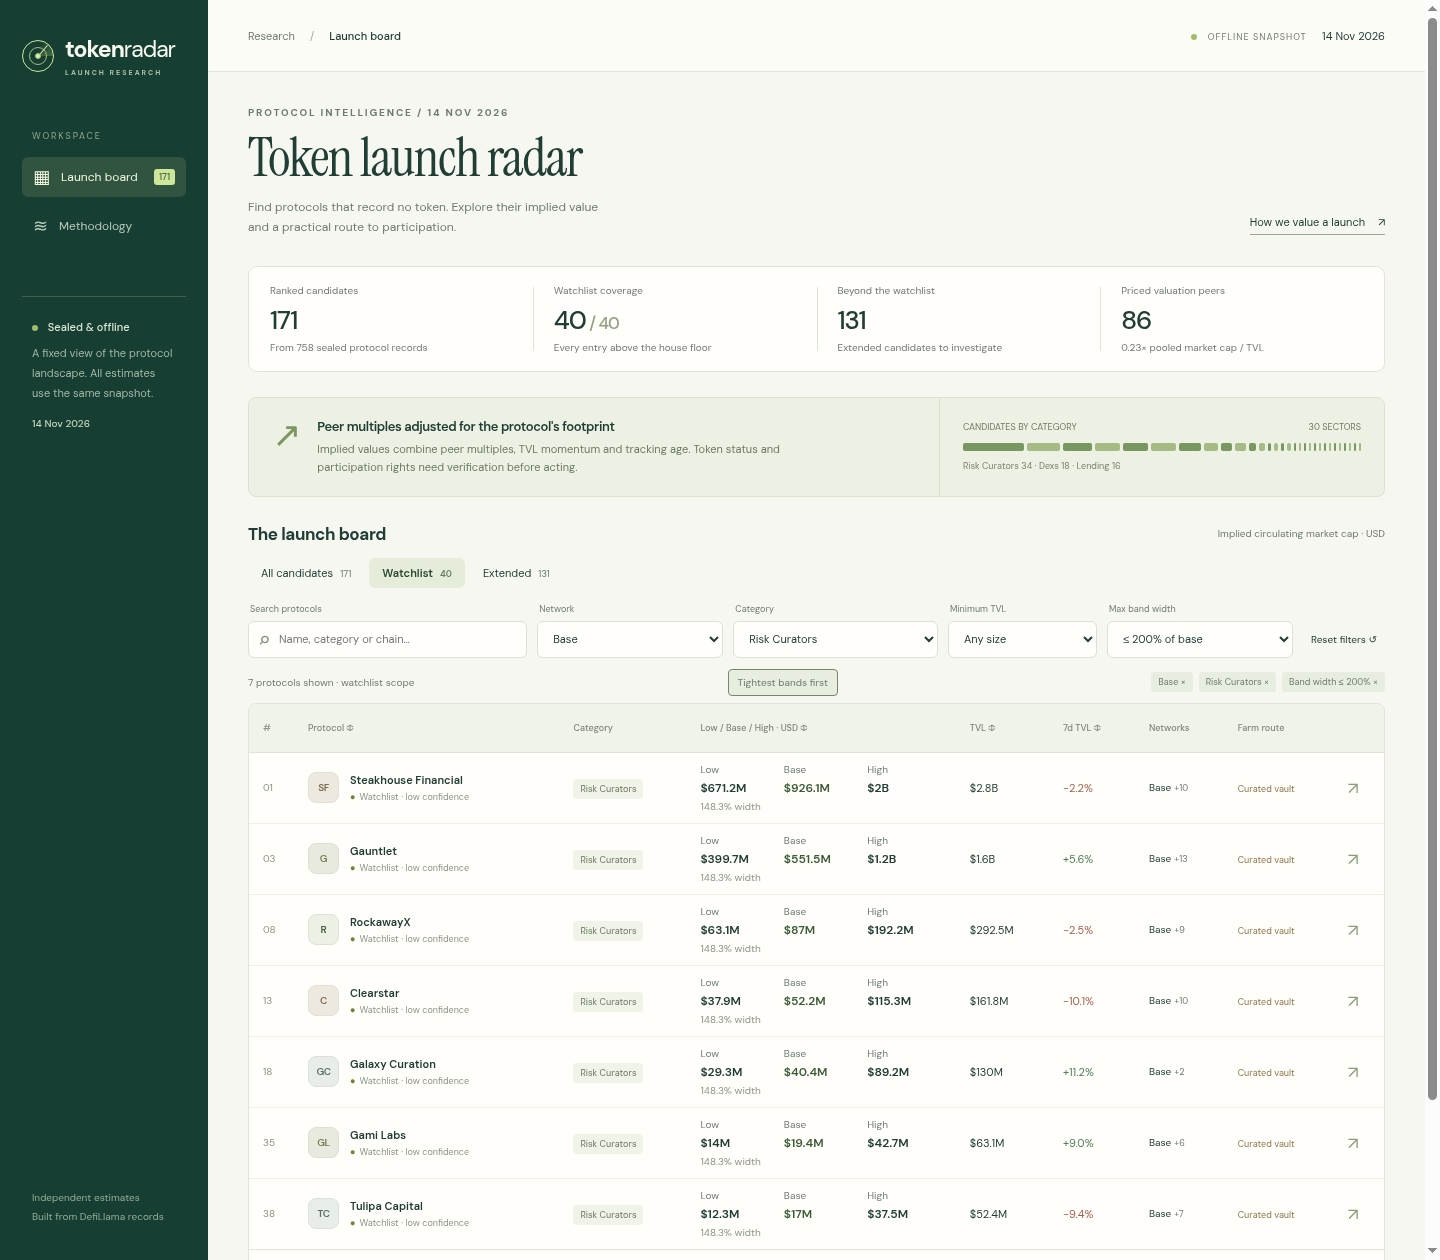 tokenradar
LAUNCH RESEARCH
WORKSPACE
Launch board 171
Methodology
Sealed & offline
A fixed view of the protocol
landscape. All estimates
use the same snapshot.
14 Nov 2026
Independent estimates
Built from DefiLlama records
Research / Launch board
OFFLINE SNAPSHOT 14 Nov 2026
PROTOCOL INTELLIGENCE / 14 NOV 2026
Token launch radar
Find protocols that record no token. Explore their implied value
and a practical route to participation.
How we value a launch
Ranked candidates
171
From 758 sealed protocol records
Watchlist coverage
40 / 40
Every entry above the house floor
Beyond the watchlist
131
Extended candidates to investigate
Priced valuation peers
86
0.23× pooled market cap / TVL
Peer multiples adjusted for the protocol's footprint
Implied values combine peer multiples, TVL momentum and tracking age. Token status and
participation rights need verification before acting.
CANDIDATES BY CATEGORY 30 SECTORS
Risk Curators 34 · Dexs 18 · Lending 16
The launch board
Implied circulating market cap · USD
All candidates 171 Watchlist 40 Extended 131
Search protocols Network Category Minimum TVL Max band width
Name, category or chain... Base Risk Curators Any size ≤ 200% of base Reset filters ↺
7 protocols shown · watchlist scope Tightest bands first Base × Risk Curators × Band width ≤ 200% ×
# Protocol Category Low / Base / High · USD TVL 7d TVL Networks Farm route
01 SF Steakhouse Financial Risk Curators Low Base High $2.8B -2.2% Base +10 Curated vault
Watchlist · low confidence $671.2M $926.1M $2B
148.3% width
03 G Gauntlet Risk Curators Low Base High $1.6B +5.6% Base +13 Curated vault
Watchlist · low confidence $399.7M $551.5M $1.2B
148.3% width
08 R RockawayX Risk Curators Low Base High $292.5M -2.5% Base +9 Curated vault
Watchlist · low confidence $63.1M $87M $192.2M
148.3% width
13 C Clearstar Risk Curators Low Base High $161.8M -10.1% Base +10 Curated vault
Watchlist · low confidence $37.9M $52.2M $115.3M
148.3% width
18 GC Galaxy Curation Risk Curators Low Base High $130M +11.2% Base +2 Curated vault
Watchlist · low confidence $29.3M $40.4M $89.2M
148.3% width
35 GL Gami Labs Risk Curators Low Base High $63.1M +9.0% Base +6 Curated vault
Watchlist · low confidence $14M $19.4M $42.7M
148.3% width
38 TC Tulipa Capital Risk Curators Low Base High $52.4M -9.4% Base +7 Curated vault
Watchlist · low confidence $12.3M $17M $37.5M
148.3% width